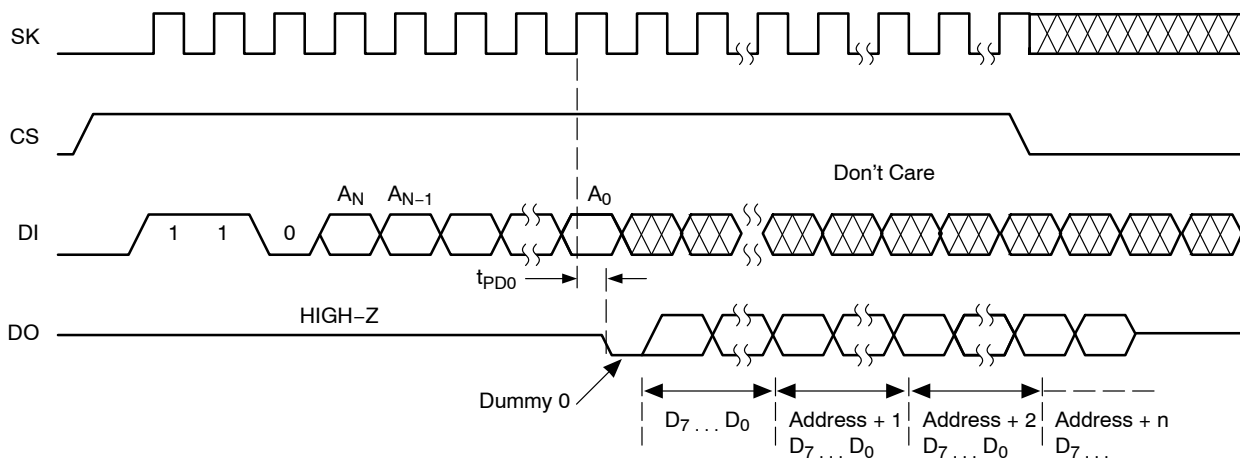 SK
CS
Don't Care
A_N A_N−1 A_0
DI 1 1 0
t_PD0
HIGH−Z
DO
Dummy 0
D_7 . . . D_0
Address + 1
D_7 . . . D_0
Address + 2
D_7 . . . D_0
Address + n
D_7 . . .